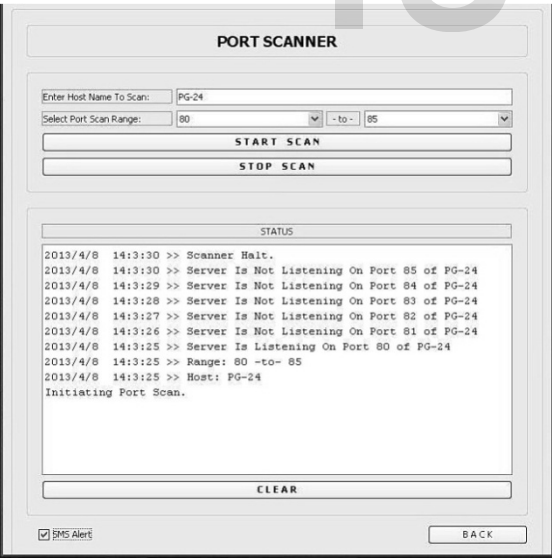 PORT SCANNER
Enter Host Name To Scan: PG-24
Select Port Scan Range: 80 - to - 85
START SCAN
STOP SCAN
STATUS
2013/4/8 14:3:30 >> Scanner Halt.
2013/4/8 14:3:30 >> Server Is Not Listening On Port 85 of PG-24
2013/4/8 14:3:29 >> Server Is Not Listening On Port 84 of PG-24
2013/4/8 14:3:28 >> Server Is Not Listening On Port 83 of PG-24
2013/4/8 14:3:27 >> Server Is Not Listening On Port 82 of PG-24
2013/4/8 14:3:26 >> Server Is Not Listening On Port 81 of PG-24
2013/4/8 14:3:25 >> Server Is Listening On Port 80 of PG-24
2013/4/8 14:3:25 >> Range: 80 -to- 85
2013/4/8 14:3:25 >> Host: PG-24
Initiating Port Scan.
CLEAR
SMS Alert
BACK